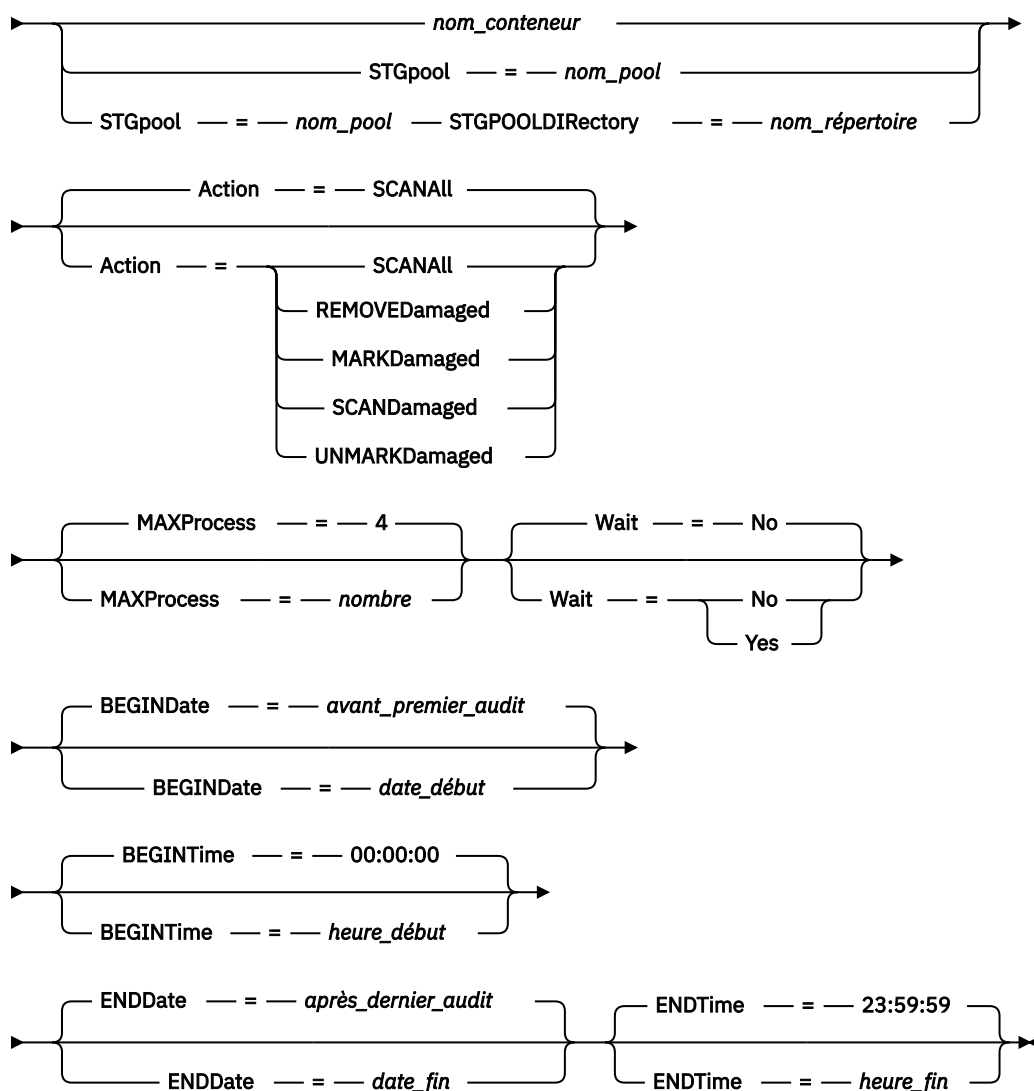 nom_conteneur
STGpool = nom_pool
STGpool = nom_pool STGPOOLDIRectory = nom_répertoire
Action = SCANAll
Action = SCANAll
REMOVEDamaged
MARKDamaged
SCANDamaged
UNMARKDamaged
MAXProcess = 4 Wait = No
MAXProcess = nombre Wait = No
Yes
BEGINDate = avant_premier_audit
BEGINDate = date_début
BEGINTime = 00:00:00
BEGINTime = heure_début
ENDDate = après_dernier_audit ENDTime = 23:59:59
ENDDate = date_fin ENDTime = heure_fin